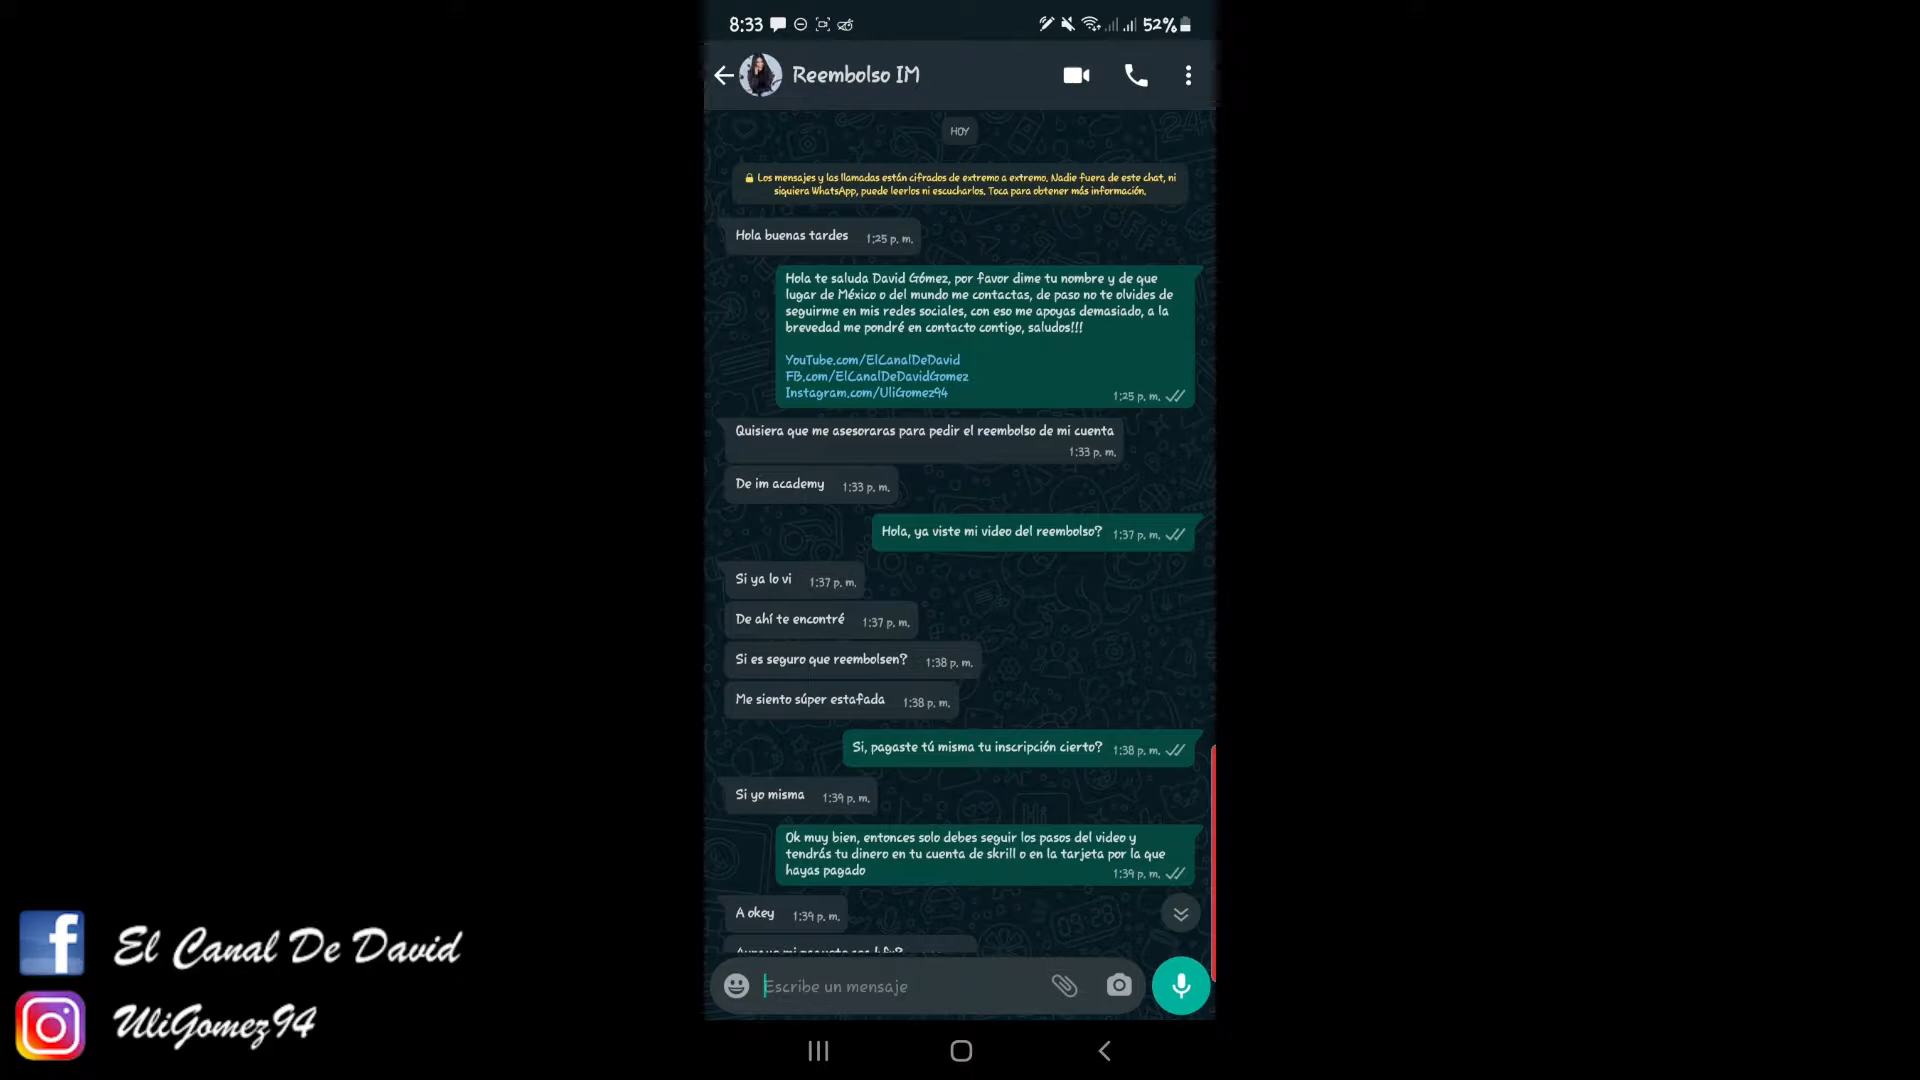 8:33
52%
Reembolso IM
HOY
Los mensajes y las llamadas están cifrados de extremo a extremo. Nadie fuera de este chat, ni
siquiera WhatsApp, puede leerlos ni escucharlos. Toca para obtener más información.
Hola buenas tardes 1:25 p. m.
Hola te saluda David Gómez, por favor dime tu nombre y de que
lugar de México o del mundo me contactas, de paso no te olvides de
seguirme en mis redes sociales, con eso me apoyas demasiado, a la
brevedad me pondré en contacto contigo, saludos!!!
YouTube.com/ElCanalDeDavid
FB.com/ElCanalDeDavidGomez
Instagram.com/UliGomez94
1:25 p. m.
Quisiera que me asesoraras para pedir el reembolso de mi cuenta
1:33 p. m.
De im academy 1:33 p. m.
Hola, ya viste mi video del reembolso? 1:37 p. m.
Si ya lo vi 1:37 p. m.
De ahí te encontré 1:37 p. m.
Si es seguro que reembolsen? 1:38 p. m.
Me siento súper estafada 1:38 p. m.
Si, pagaste tú misma tu inscripción cierto? 1:38 p. m.
Si yo misma 1:39 p. m.
Ok muy bien, entonces solo debes seguir los pasos del video y
tendrás tu dinero en tu cuenta de skrill o en la tarjeta por la que
hayas pagado
1:39 p. m.
A okey 1:39 p. m.
Escribe un mensaje
El Canal De David
UliGomez94